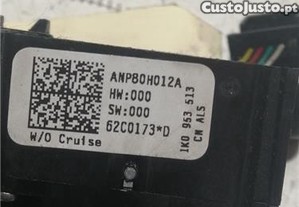 CustoJusto.pt
ANP80H012A
HW:000
SW:000
62C0173*D
W/O Cruise
1K0 953 513
CW ALS